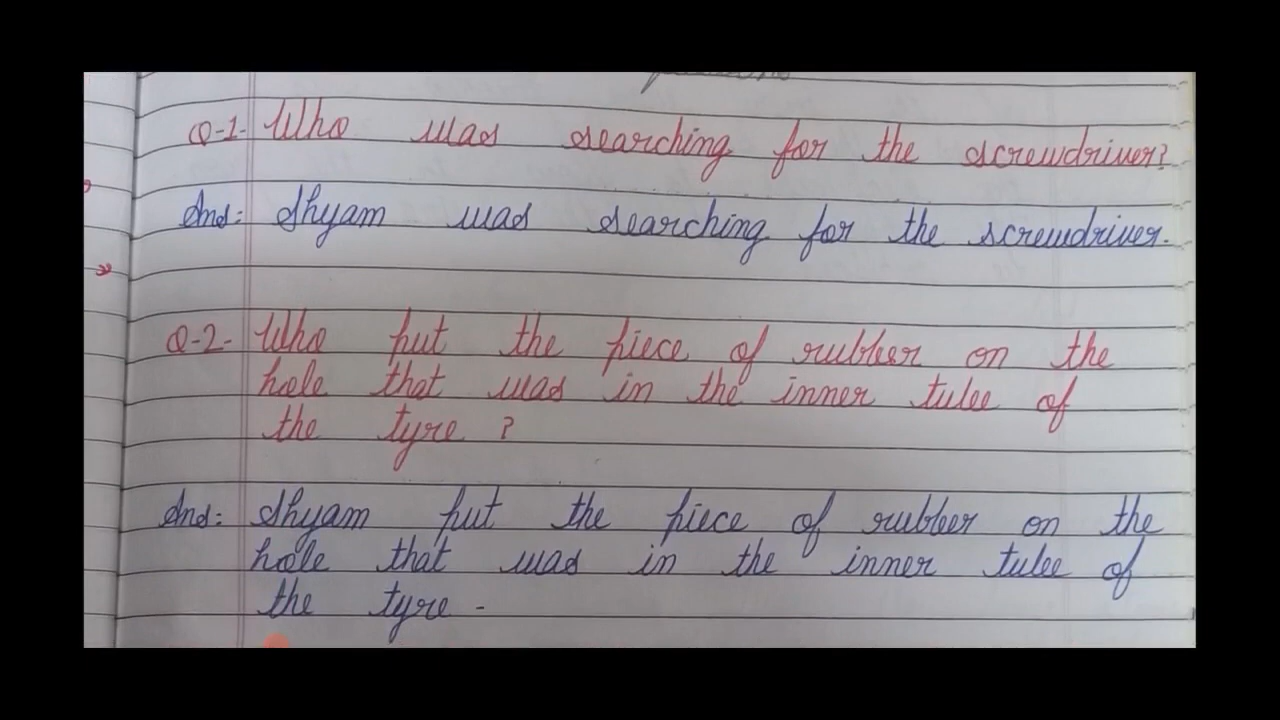 Q-1- Who was searching for the screwdriver?
Ans: Shyam was searching for the screwdriver.
Q-2- Who put the piece of rubber on the
hole that was in the inner tube of
the tyre ?
Ans: Shyam put the piece of rubber on the
hole that was in the inner tube of
the tyre -